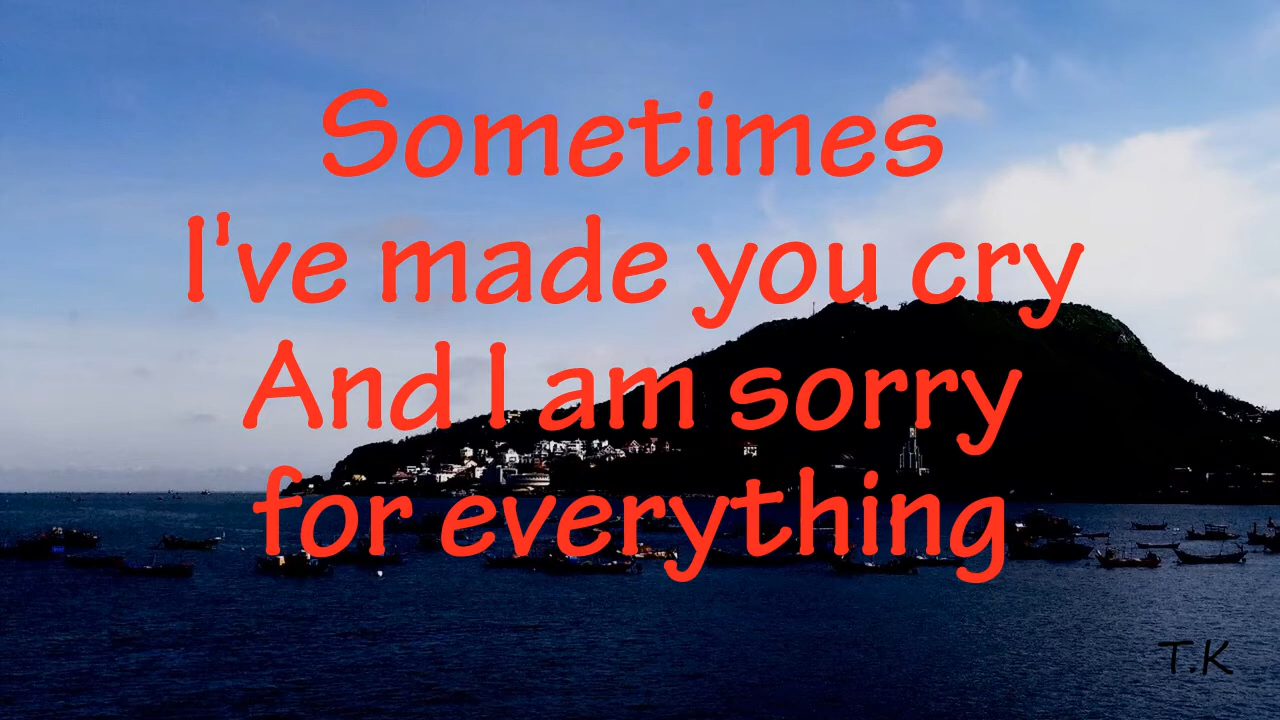 Sometimes
I've made you cry
And I am sorry
for everything
T.K